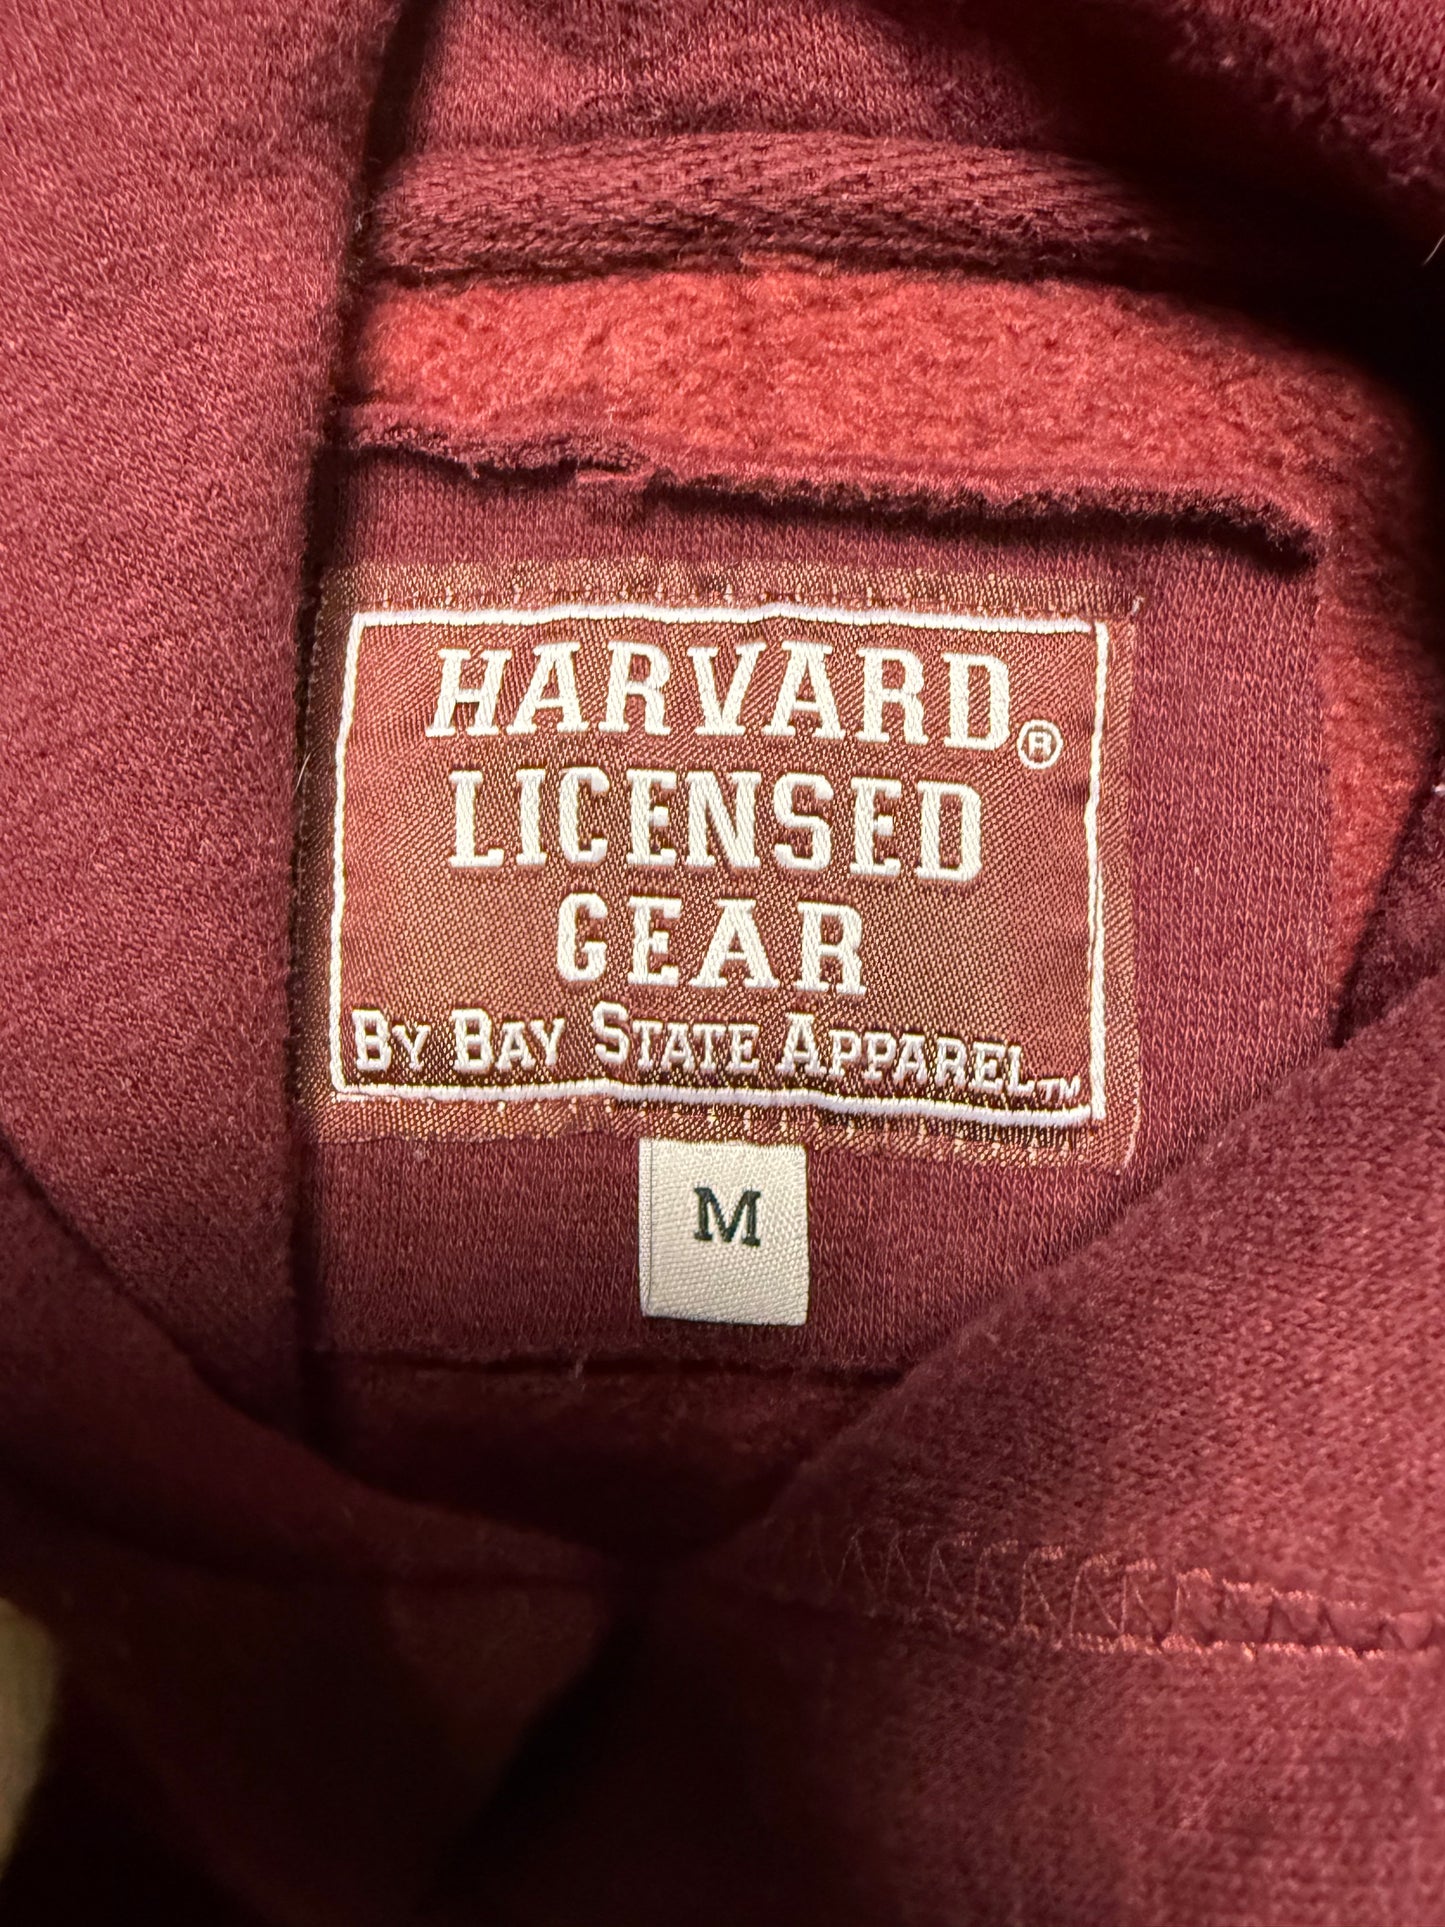 HARVARD®
LICENSED
GEAR
BY BAY STATE APPAREL™
M